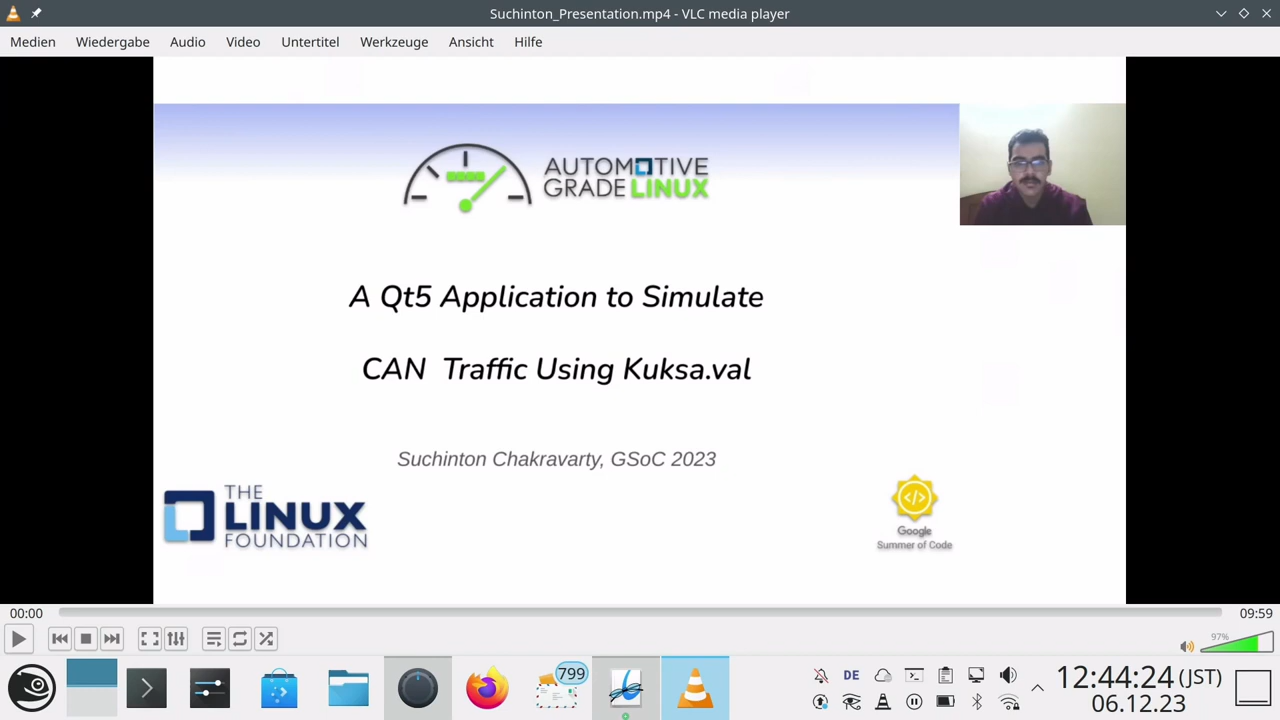 Suchinton_Presentation.mp4 - VLC media player
Medien Wiedergabe Audio Video Untertitel Werkzeuge Ansicht Hilfe
AUTOMOTIVE
GRADE LINUX
A Qt5 Application to Simulate
CAN Traffic Using Kuksa.val
Suchinton Chakravarty, GSoC 2023
THE
LINUX
FOUNDATION
Google
Summer of Code
00:00 09:59
97%
799
DE
12:44:24 (JST)
06.12.23